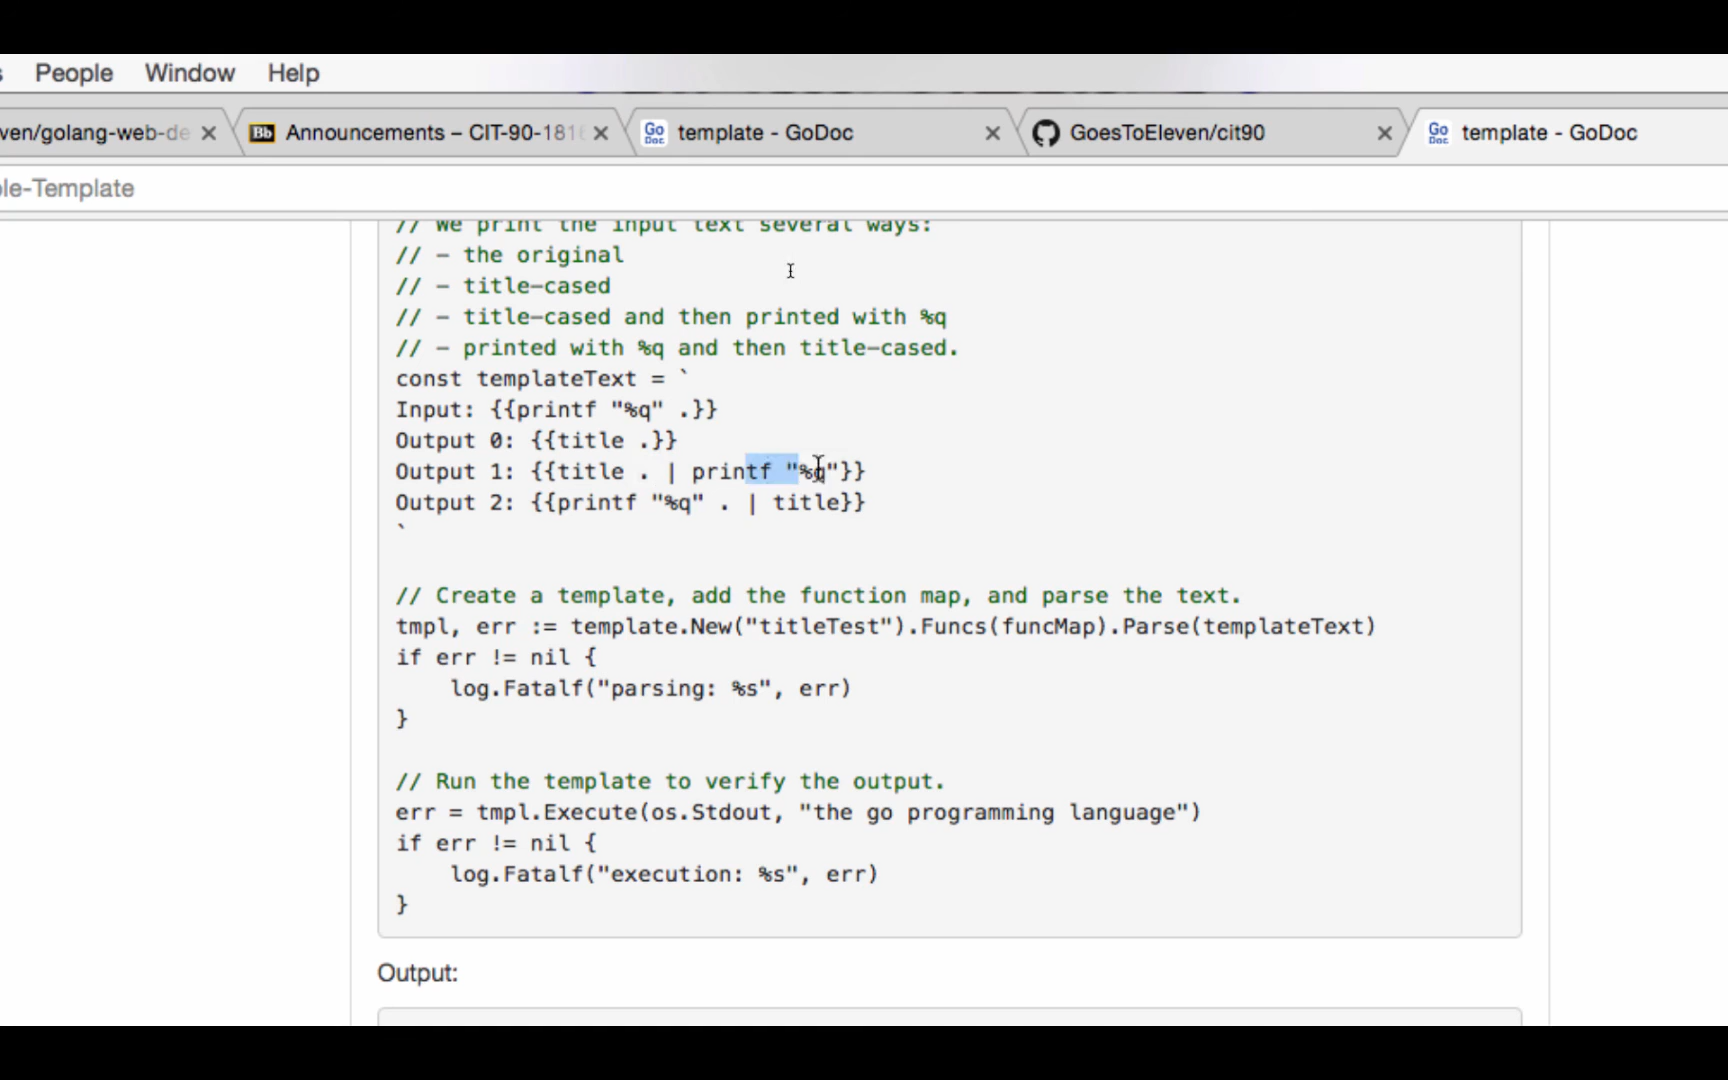 s People Window Help
ven/golang-web-de
Announcements – CIT-90-181
template - GoDoc
GoesToEleven/cit90
template - GoDoc
ole-Template
// We print the input text several ways:
// – the original
// – title-cased
// – title-cased and then printed with %q
// – printed with %q and then title-cased.
const templateText = `
Input: {{printf "%q" .}}
Output 0: {{title .}}
Output 1: {{title . | printf "%q"}}
Output 2: {{printf "%q" . | title}}
`
// Create a template, add the function map, and parse the text.
tmpl, err := template.New("titleTest").Funcs(funcMap).Parse(templateText)
if err != nil {
    log.Fatalf("parsing: %s", err)
}
// Run the template to verify the output.
err = tmpl.Execute(os.Stdout, "the go programming language")
if err != nil {
    log.Fatalf("execution: %s", err)
}
Output: